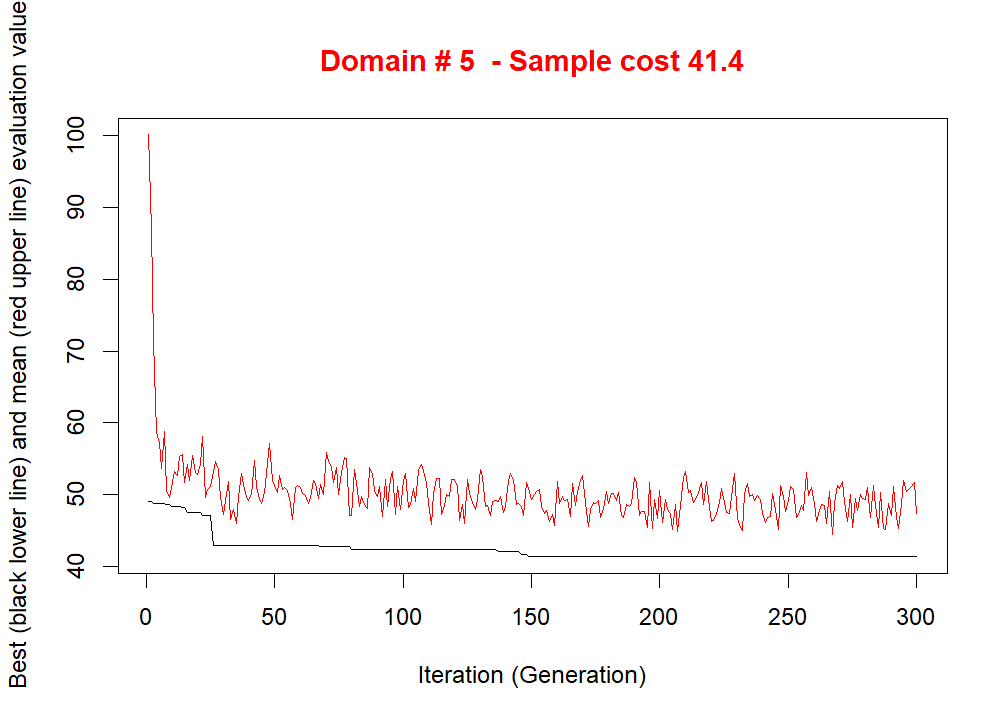 Domain # 5  - Sample cost 41.4
Best (black lower line) and mean (red upper line) evaluation value
100
90
80
70
60
50
40
0 50 100 150 200 250 300
Iteration (Generation)